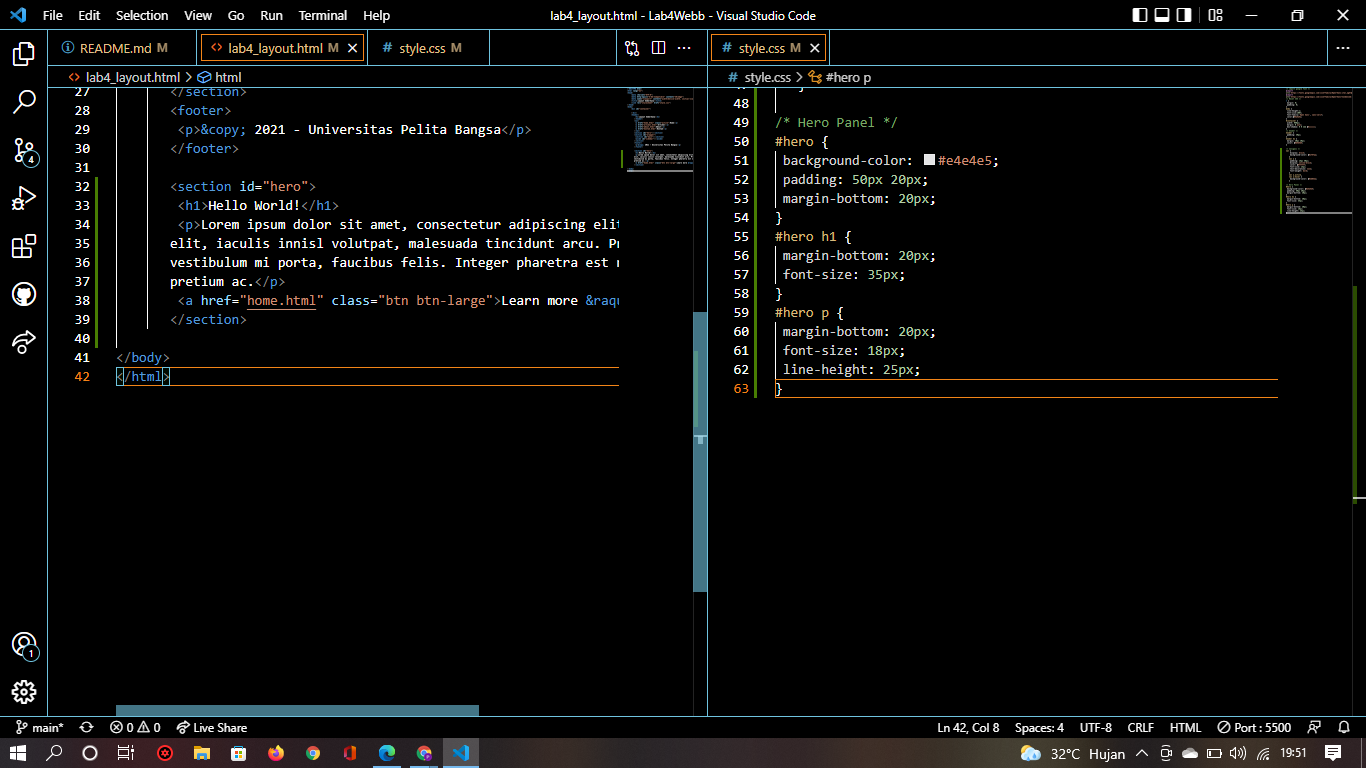 File Edit Selection View Go Run Terminal Help
lab4_layout.html - Lab4Webb - Visual Studio Code
README.md M
lab4_layout.html M
# style.css M
# style.css M
lab4_layout.html > html
# style.css > #hero p
27 </section>
28 <footer>
29 <p>&copy; 2021 - Universitas Pelita Bangsa</p>
30 </footer>
31
32 <section id="hero">
33 <h1>Hello World!</h1>
34 <p>Lorem ipsum dolor sit amet, consectetur adipiscing elit
35 elit, iaculis innisl volutpat, malesuada tincidunt arcu. Pr
36 vestibulum mi porta, faucibus felis. Integer pharetra est n
37 pretium ac.</p>
38 <a href="home.html" class="btn btn-large">Learn more &raqu
39 </section>
40
41 </body>
42 </html>
48
49 /* Hero Panel */
50 #hero {
51 background-color: #e4e4e5;
52 padding: 50px 20px;
53 margin-bottom: 20px;
54 }
55 #hero h1 {
56 margin-bottom: 20px;
57 font-size: 35px;
58 }
59 #hero p {
60 margin-bottom: 20px;
61 font-size: 18px;
62 line-height: 25px;
63 }
4
1
main* 0 0 Live Share
Ln 42, Col 8 Spaces: 4 UTF-8 CRLF HTML Port : 5500
32°C Hujan 19:51